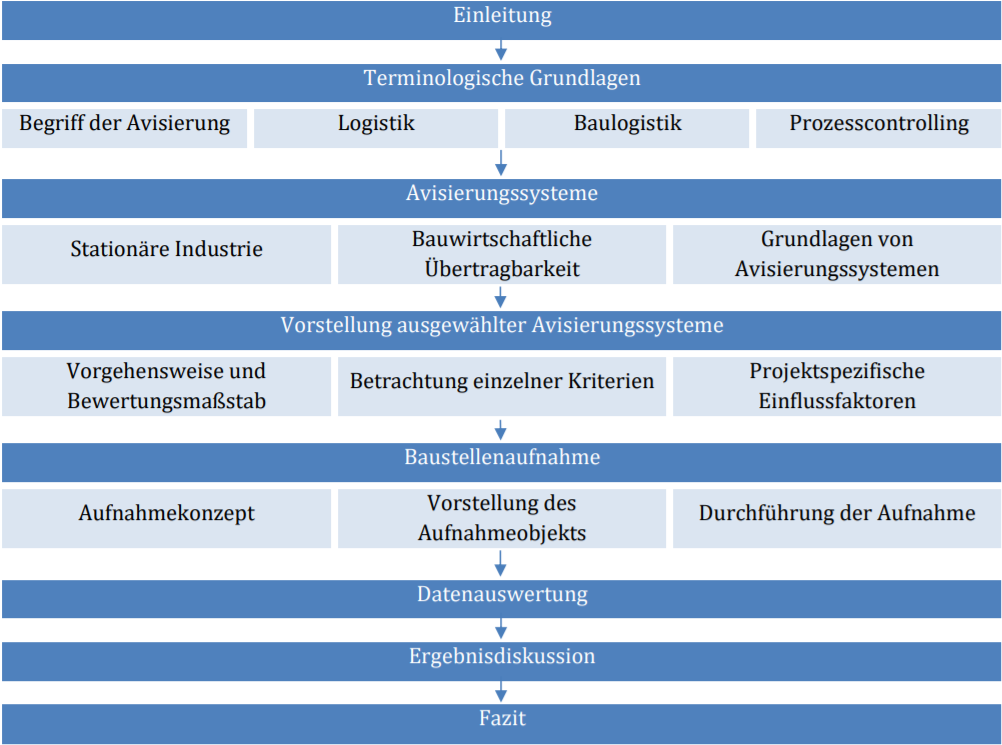 Einleitung
Terminologische Grundlagen
Begriff der Avisierung
Logistik
Baulogistik
Prozesscontrolling
Avisierungssysteme
Stationäre Industrie
Bauwirtschaftliche
Übertragbarkeit
Grundlagen von
Avisierungssystemen
Vorstellung ausgewählter Avisierungssysteme
Vorgehensweise und
Bewertungsmaßstab
Betrachtung einzelner Kriterien
Projektspezifische
Einflussfaktoren
Baustellenaufnahme
Aufnahmekonzept
Vorstellung des
Aufnahmeobjekts
Durchführung der Aufnahme
Datenauswertung
Ergebnisdiskussion
Fazit